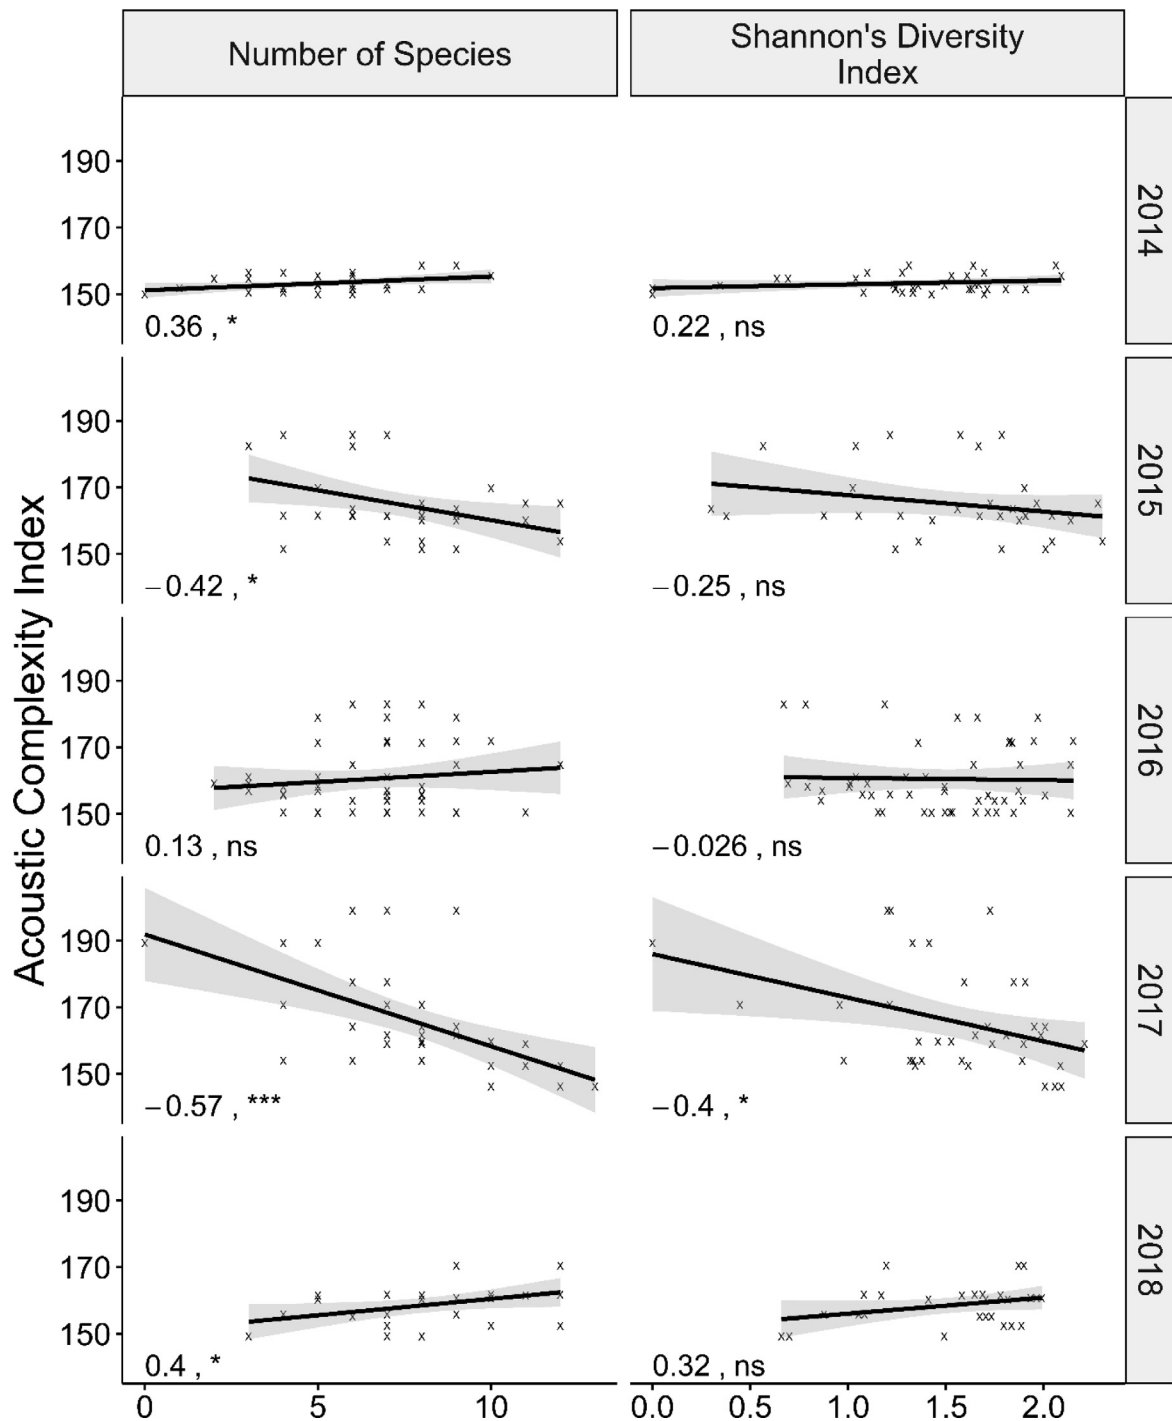 Number of Species
Shannon's Diversity
Index
Acoustic Complexity Index
190
170
150
0.36 , *
0.22 , ns
2014
190
170
150
−0.42 , *
−0.25 , ns
2015
190
170
150
0.13 , ns
−0.026 , ns
2016
190
170
150
−0.57 , ***
−0.4 , *
2017
190
170
150
0.4 , *
0.32 , ns
2018
0 5 10
0.0 0.5 1.0 1.5 2.0